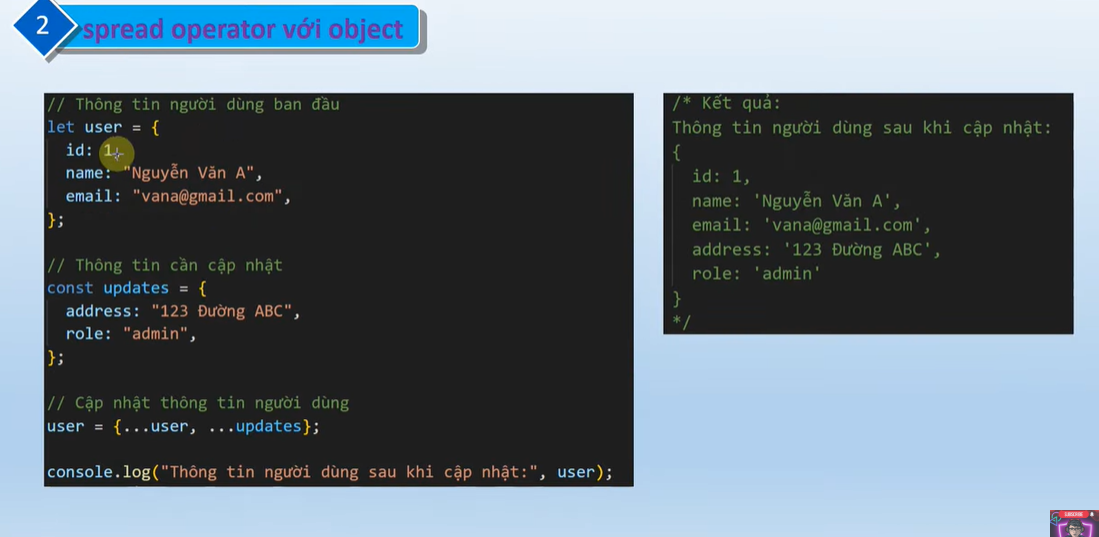 2
spread operator với object
// Thông tin người dùng ban đầu
let user = {
  id: 1,
  name: "Nguyễn Văn A",
  email: "vana@gmail.com",
};
// Thông tin cần cập nhật
const updates = {
  address: "123 Đường ABC",
  role: "admin",
};
// Cập nhật thông tin người dùng
user = {...user, ...updates};
console.log("Thông tin người dùng sau khi cập nhật:", user);
/* Kết quả:
Thông tin người dùng sau khi cập nhật:
{
  id: 1,
  name: 'Nguyễn Văn A',
  email: 'vana@gmail.com',
  address: '123 Đường ABC',
  role: 'admin'
}
*/
SUBSCRIBE